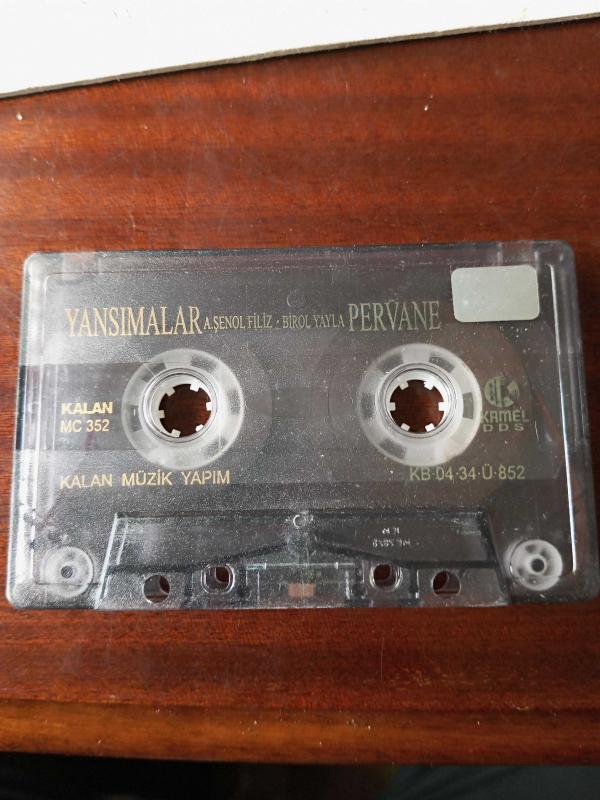 YANSIMALAR A.ŞENOL FİLİZ · BİROL YAYLA PERVANE
KALAN
MC 352
KAMEL
DDS
KALAN MÜZİK YAPIM
KB·04·34·Ü·852